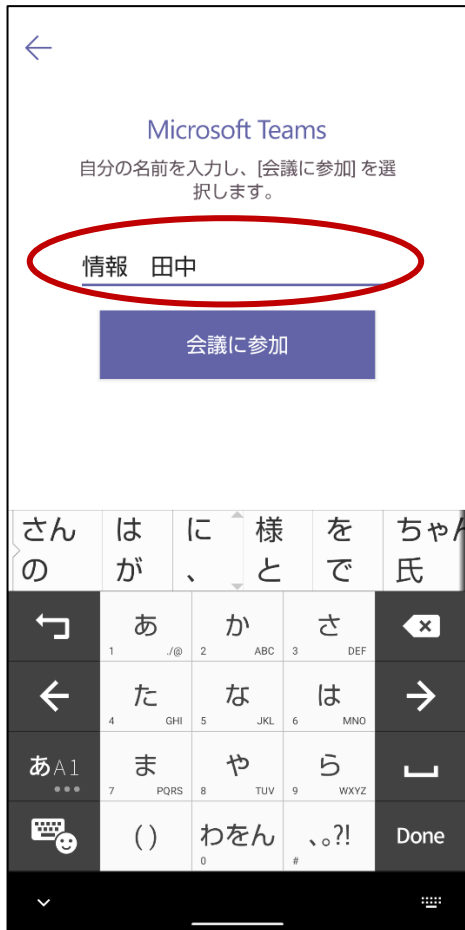 Microsoft Teams
自分の名前を入力し、[会議に参加] を選
択します。
情報　田中
会議に参加
さん は に 様 を ちゃん
の が 、 と で 氏
あ か さ
1 ./@ 2 ABC 3 DEF
た な は
4 GHI 5 JKL 6 MNO
あA1 ま や ら
7 PQRS 8 TUV 9 WXYZ
() わをん 、。?! Done
0 #